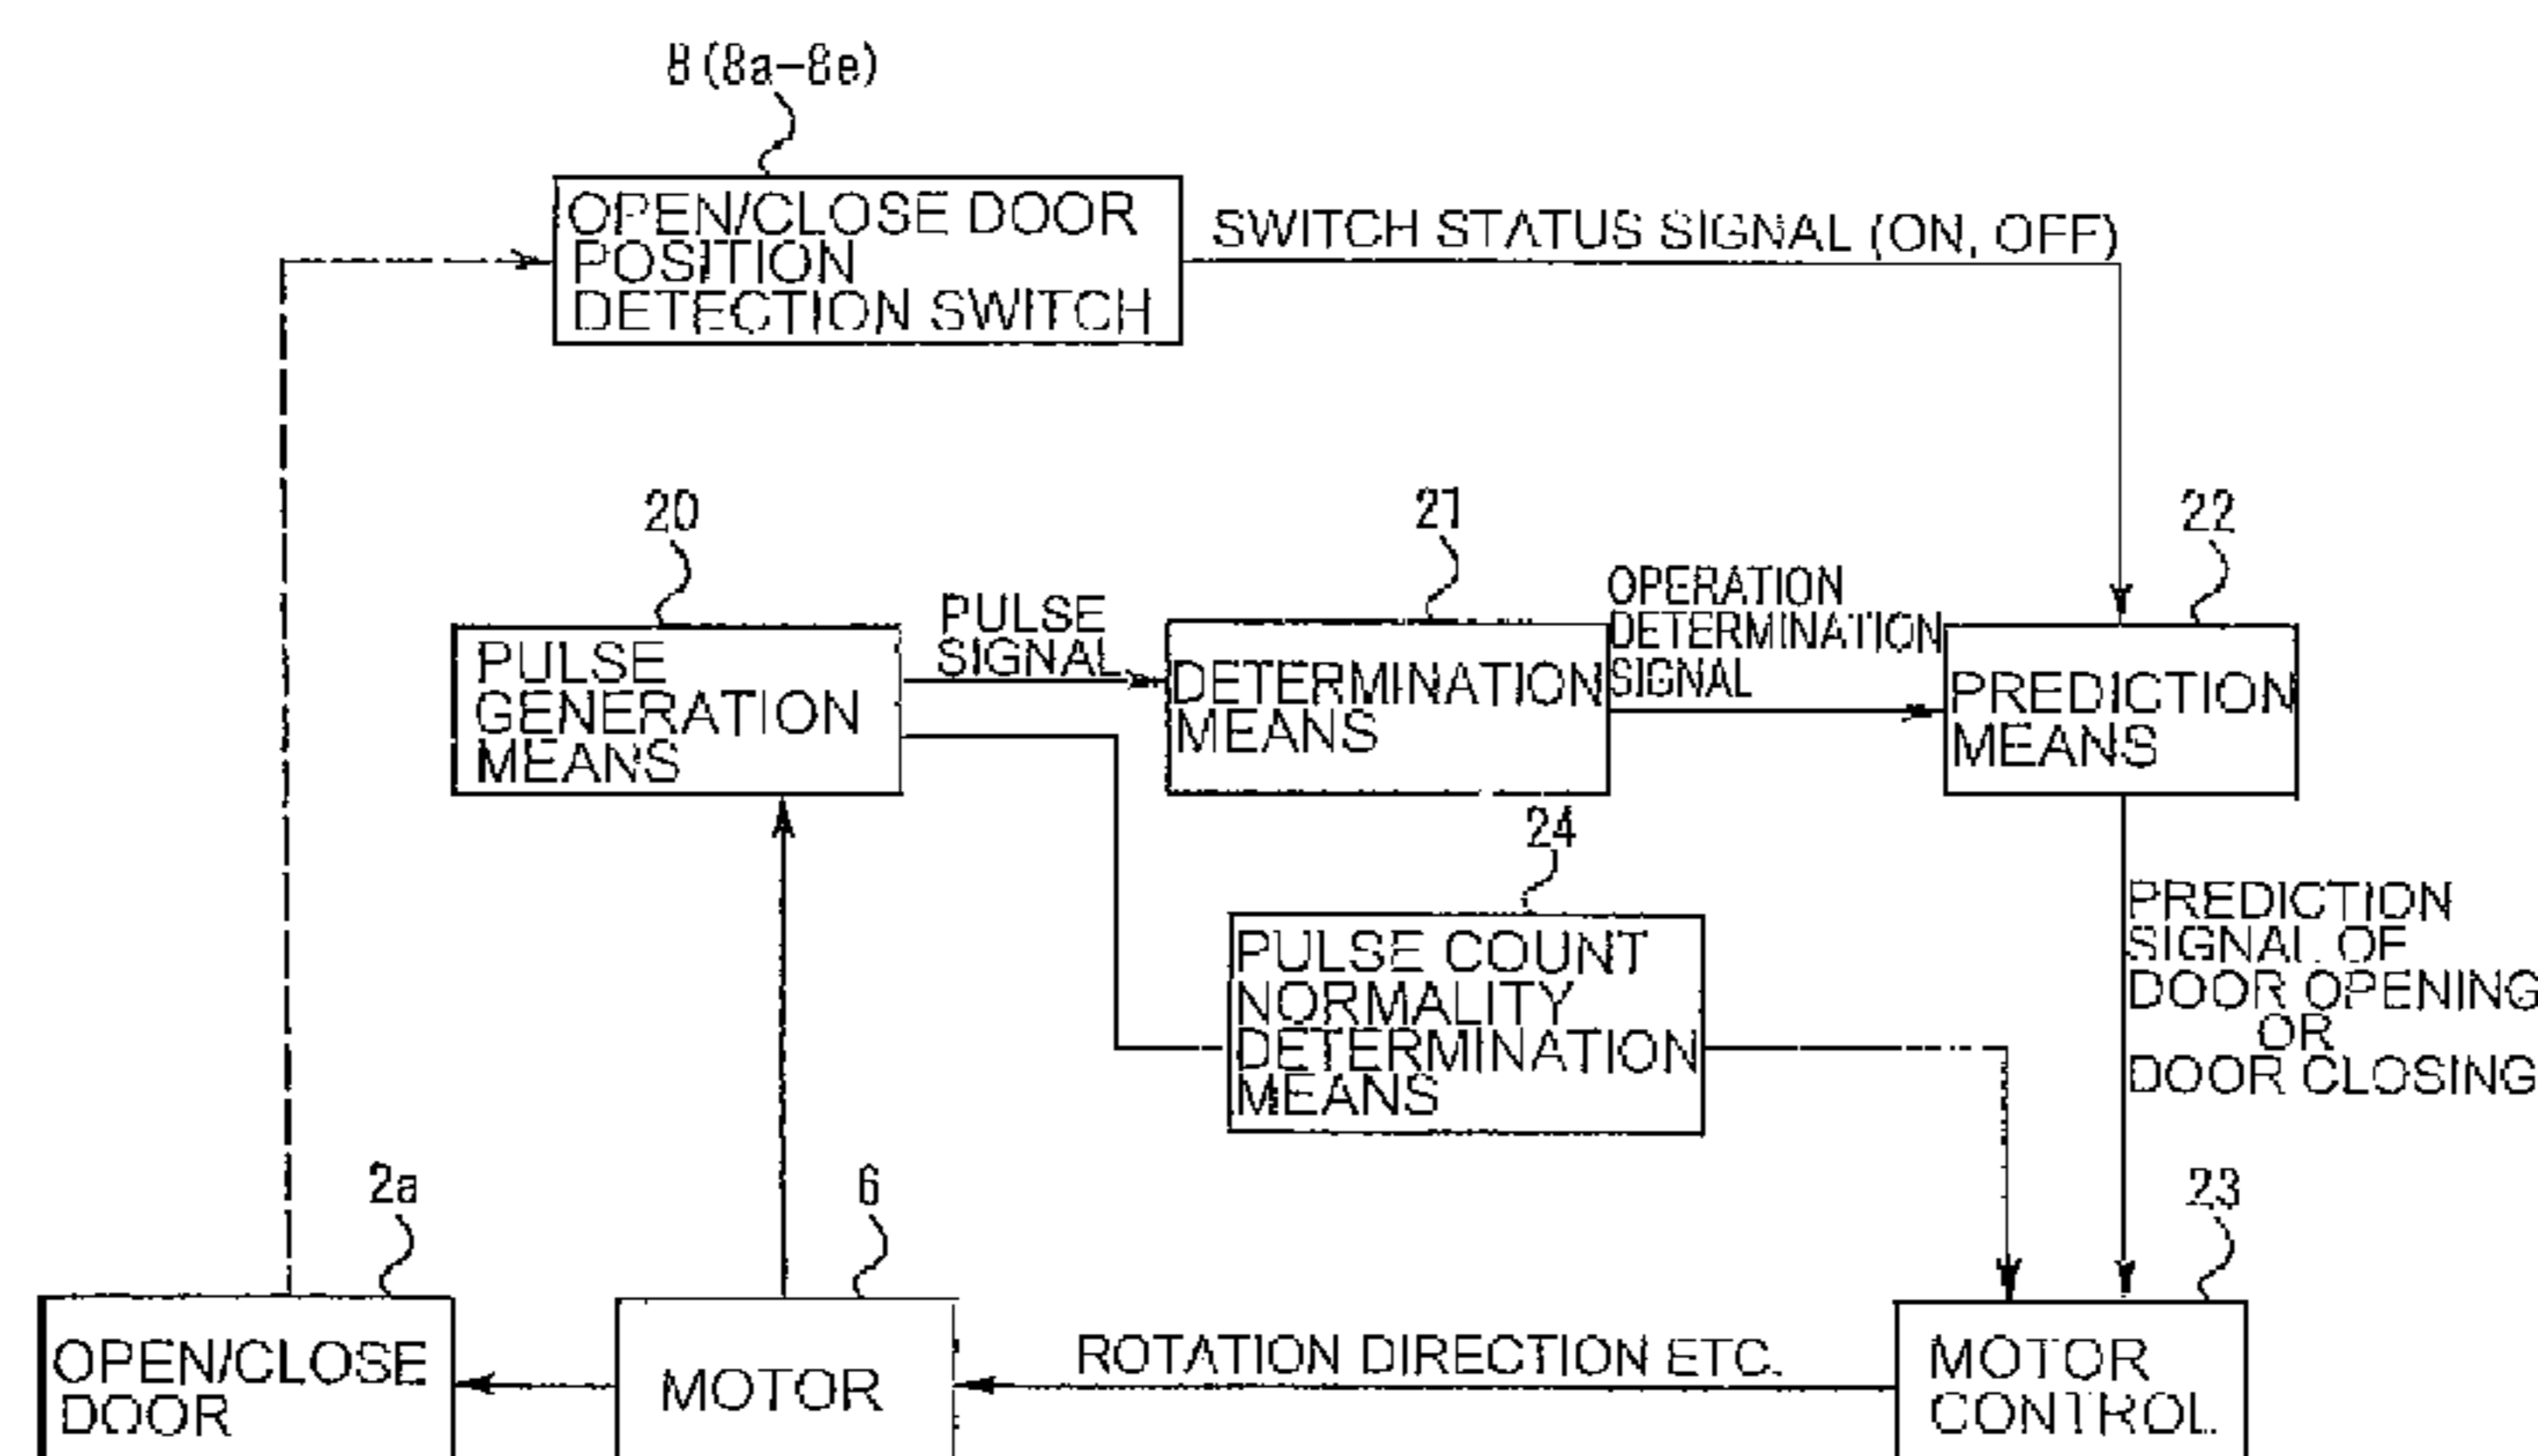 8 (8a-8e)
OPEN/CLOSE DOOR
POSITION
DETECTION SWITCH
SWITCH STATUS SIGNAL (ON, OFF)
20
PULSE
GENERATION
MEANS
PULSE
SIGNAL
21
DETERMINATION
MEANS
OPERATION
DETERMINATION
SIGNAL
22
PREDICTION
MEANS
24
PULSE COUNT
NORMALITY
DETERMINATION
MEANS
PREDICTION
SIGNAL OF
DOOR OPENING
OR
DOOR CLOSING
2a
OPEN/CLOSE
DOOR
6
MOTOR
ROTATION DIRECTION ETC.
23
MOTOR
CONTROL